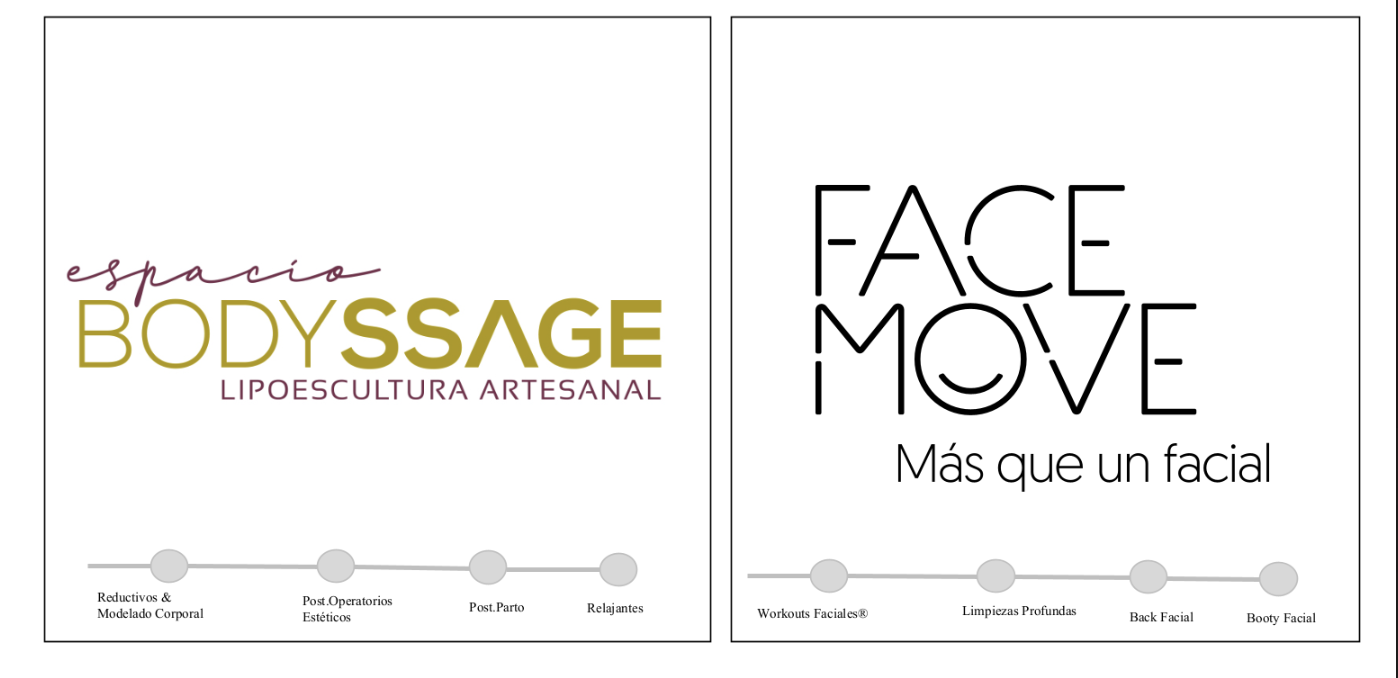 espacio
BODYSSAGE
LIPOESCULTURA ARTESANAL
Reductivos &
Modelado Corporal
Post.Operatorios
Estéticos
Post.Parto
Relajantes
FACE
MOVE
Más que un facial
Workouts Faciales®
Limpiezas Profundas
Back Facial
Booty Facial